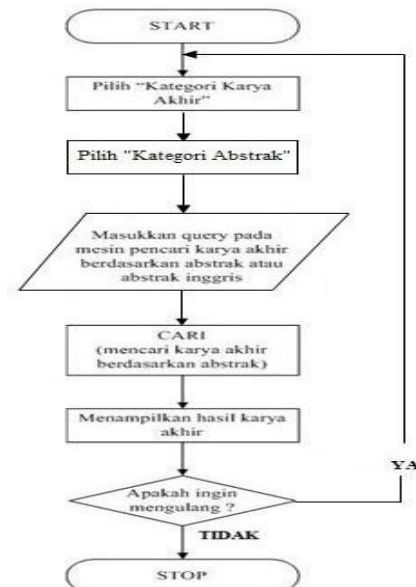 START
Pilih “Kategori Karya
Akhir”
Pilih "Kategori Abstrak"
Masukkan query pada
mesin pencari karya akhir
berdasarkan abstrak atau
abstrak inggris
CARI
(mencari karya akhir
berdasarkan abstrak)
Menampilkan hasil karya
akhir
YA
Apakah ingin
mengulang ?
TIDAK
STOP